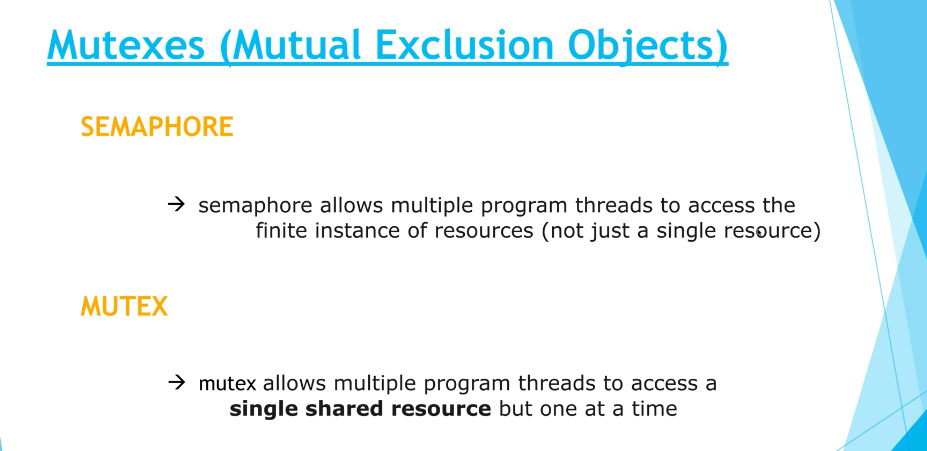 Mutexes (Mutual Exclusion Objects)
SEMAPHORE
→ semaphore allows multiple program threads to access the
finite instance of resources (not just a single resource)
MUTEX
→ mutex allows multiple program threads to access a
single shared resource but one at a time